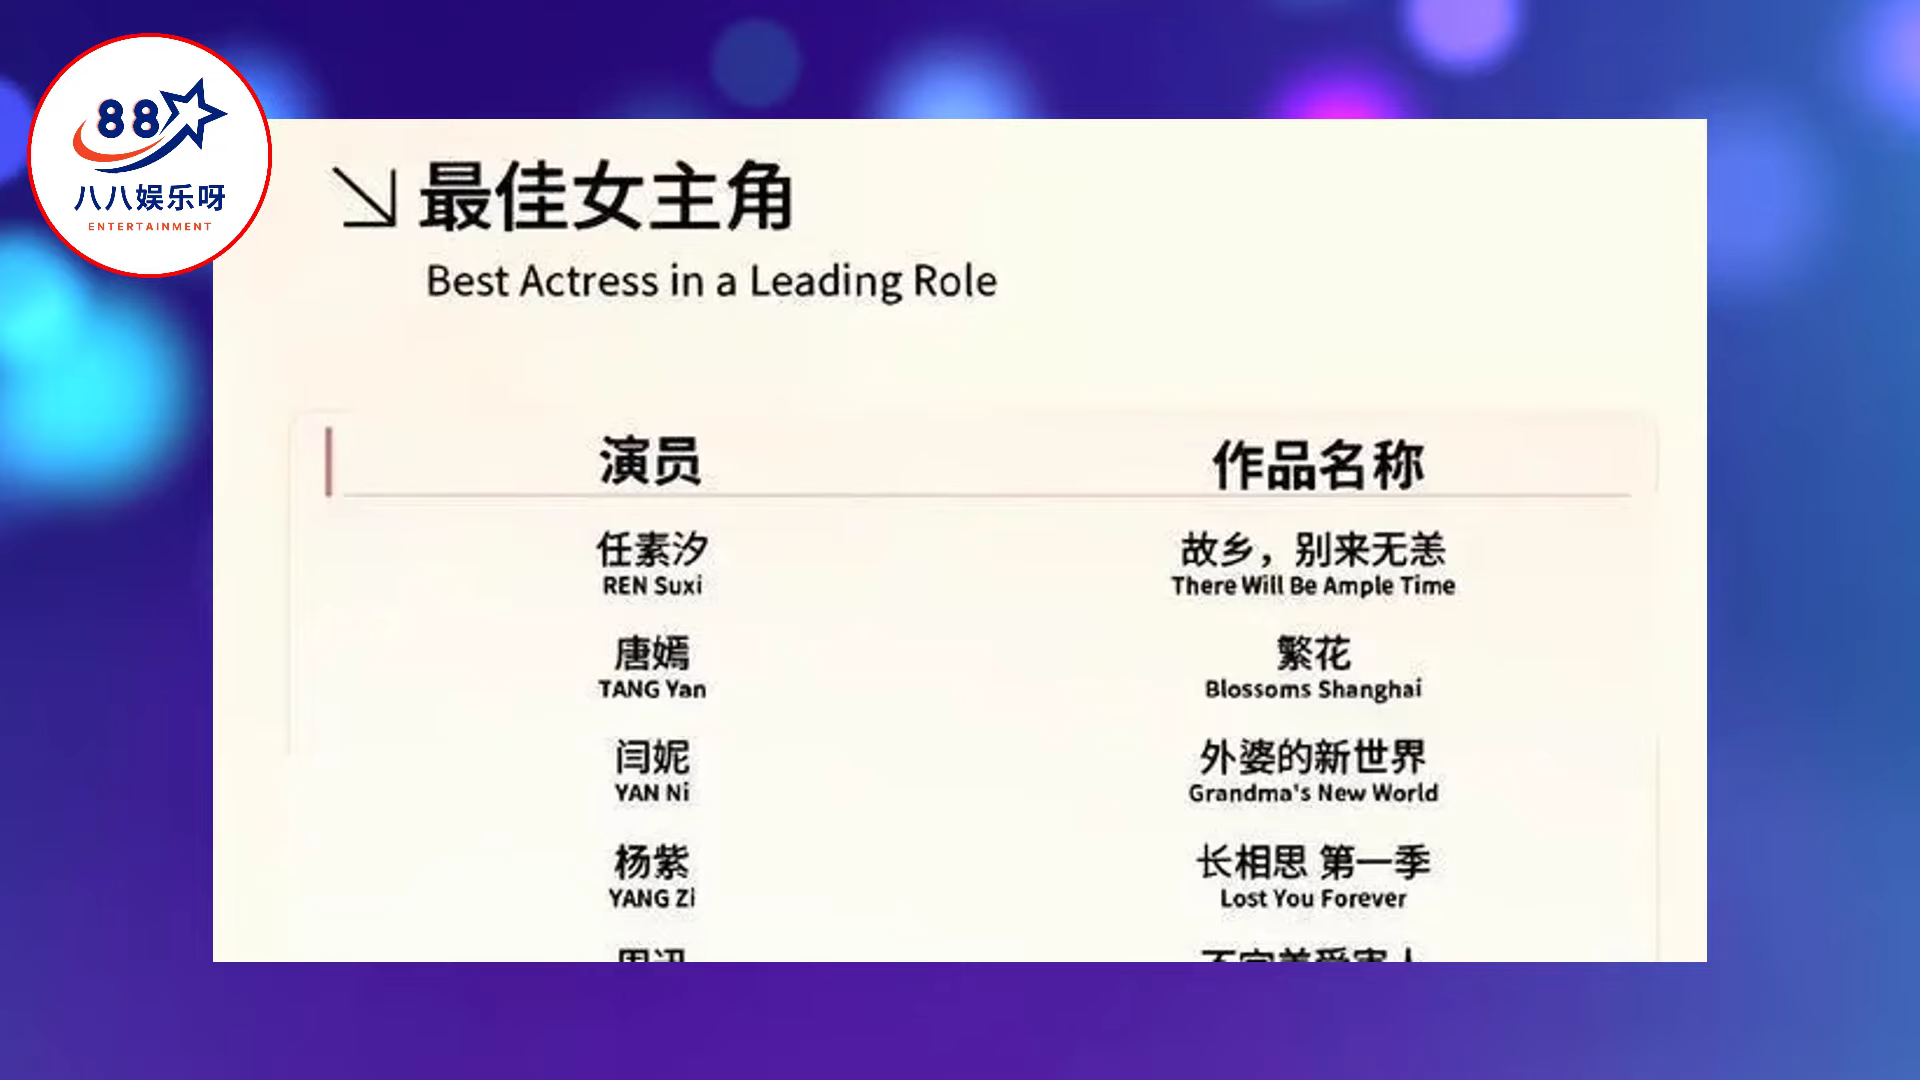 88
八八娱乐呀
ENTERTAINMENT
最佳女主角
Best Actress in a Leading Role
演员 作品名称
任素汐 故乡，别来无恙
REN Suxi There Will Be Ample Time
唐嫣 繁花
TANG Yan Blossoms Shanghai
闫妮 外婆的新世界
YAN Ni Grandma's New World
杨紫 长相思 第一季
YANG Zi Lost You Forever